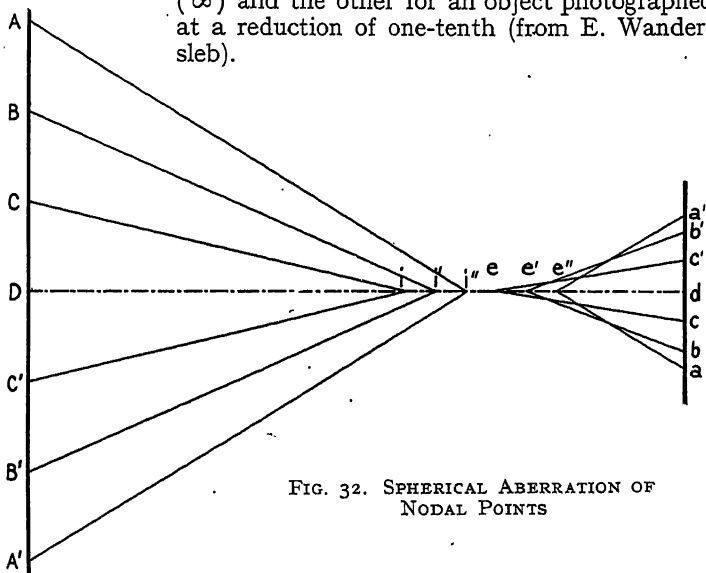 (∞) and the other for an object photographed
at a reduction of one-tenth (from E. Wander
sleb).
A
B
C
D
C'
B'
A'
i i' i'' e e' e''
a'
b'
c'
d
c
b
a
FIG. 32. SPHERICAL ABERRATION OF
NODAL POINTS